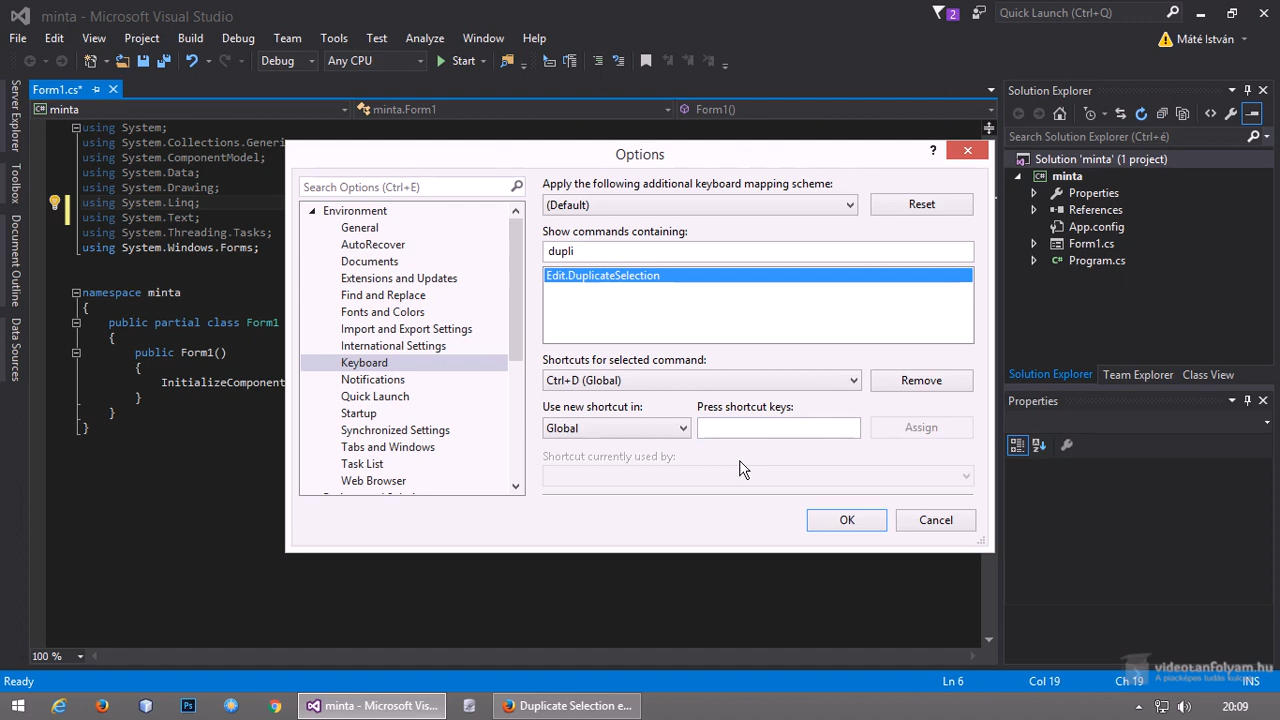 minta - Microsoft Visual Studio
2
Quick Launch (Ctrl+Q)
File Edit View Project Build Debug Team Tools Test Analyze Window Help
Máté István
Debug Any CPU Start
Form1.cs*
minta minta.Form1 Form1()
Server Explorer
Toolbox
Document Outline
Data Sources
using System;
using System.Collections.Generi
using System.ComponentModel;
using System.Data;
using System.Drawing;
using System.Linq;
using System.Text;
using System.Threading.Tasks;
using System.Windows.Forms;
namespace minta
{
public partial class Form1
{
public Form1()
{
InitializeComponent
}
}
}
100 %
Options
?
Search Options (Ctrl+E)
Environment
General
AutoRecover
Documents
Extensions and Updates
Find and Replace
Fonts and Colors
Import and Export Settings
International Settings
Keyboard
Notifications
Quick Launch
Startup
Synchronized Settings
Tabs and Windows
Task List
Web Browser
Apply the following additional keyboard mapping scheme:
(Default) Reset
Show commands containing:
dupli
Edit.DuplicateSelection
Shortcuts for selected command:
Ctrl+D (Global) Remove
Use new shortcut in: Press shortcut keys:
Global Assign
Shortcut currently used by:
OK Cancel
Solution Explorer
Search Solution Explorer (Ctrl+é)
Solution 'minta' (1 project)
minta
Properties
References
App.config
Form1.cs
Program.cs
Solution Explorer Team Explorer Class View
Properties
videotanfolyam.hu
A piacképes tudás kulcsa
Ready Ln 6 Col 19 Ch 19 INS
minta - Microsoft Vis... Duplicate Selection e... 20:09